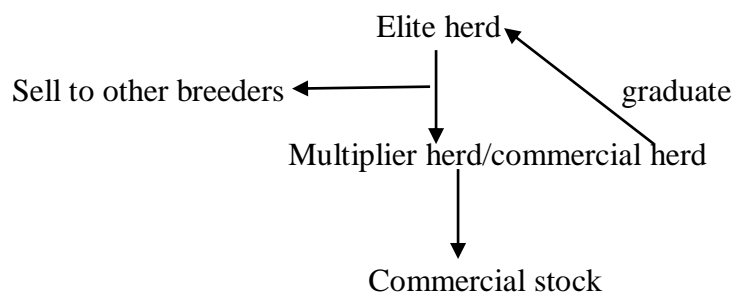 Elite herd
Sell to other breeders
graduate
Multiplier herd/commercial herd
Commercial stock